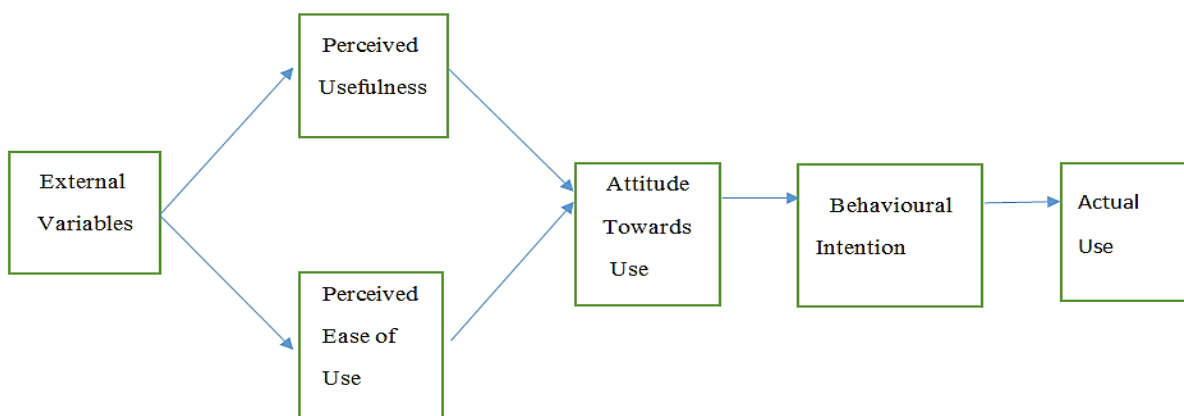 External
Variables
Perceived
Usefulness
Perceived
Ease of
Use
Attitude
Towards
Use
Behavioural
Intention
Actual
Use